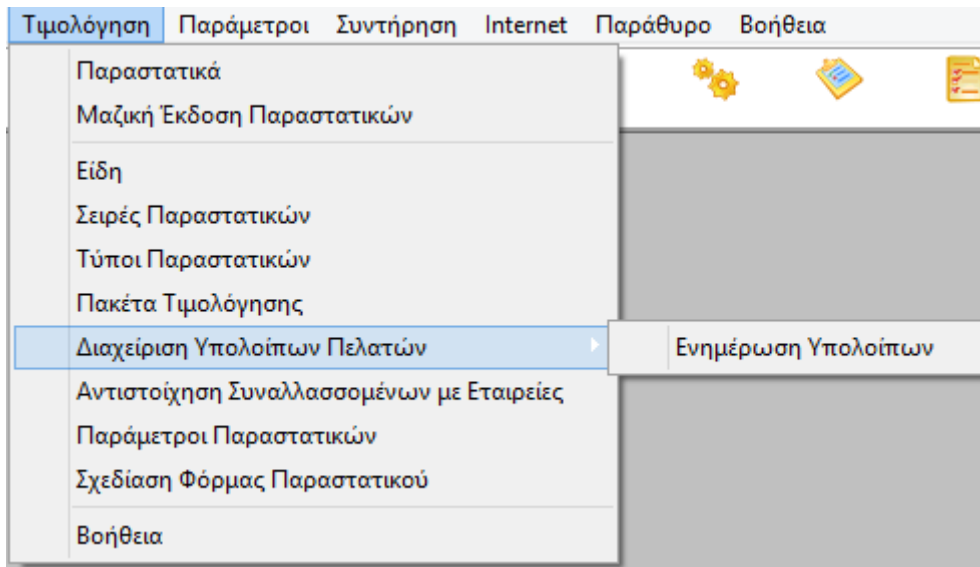 Τιμολόγηση Παράμετροι Συντήρηση Internet Παράθυρο Βοήθεια
Παραστατικά
Μαζική Έκδοση Παραστατικών
Είδη
Σειρές Παραστατικών
Τύποι Παραστατικών
Πακέτα Τιμολόγησης
Διαχείριση Υπολοίπων Πελατών
Ενημέρωση Υπολοίπων
Αντιστοίχηση Συναλλασσομένων με Εταιρείες
Παράμετροι Παραστατικών
Σχεδίαση Φόρμας Παραστατικού
Βοήθεια